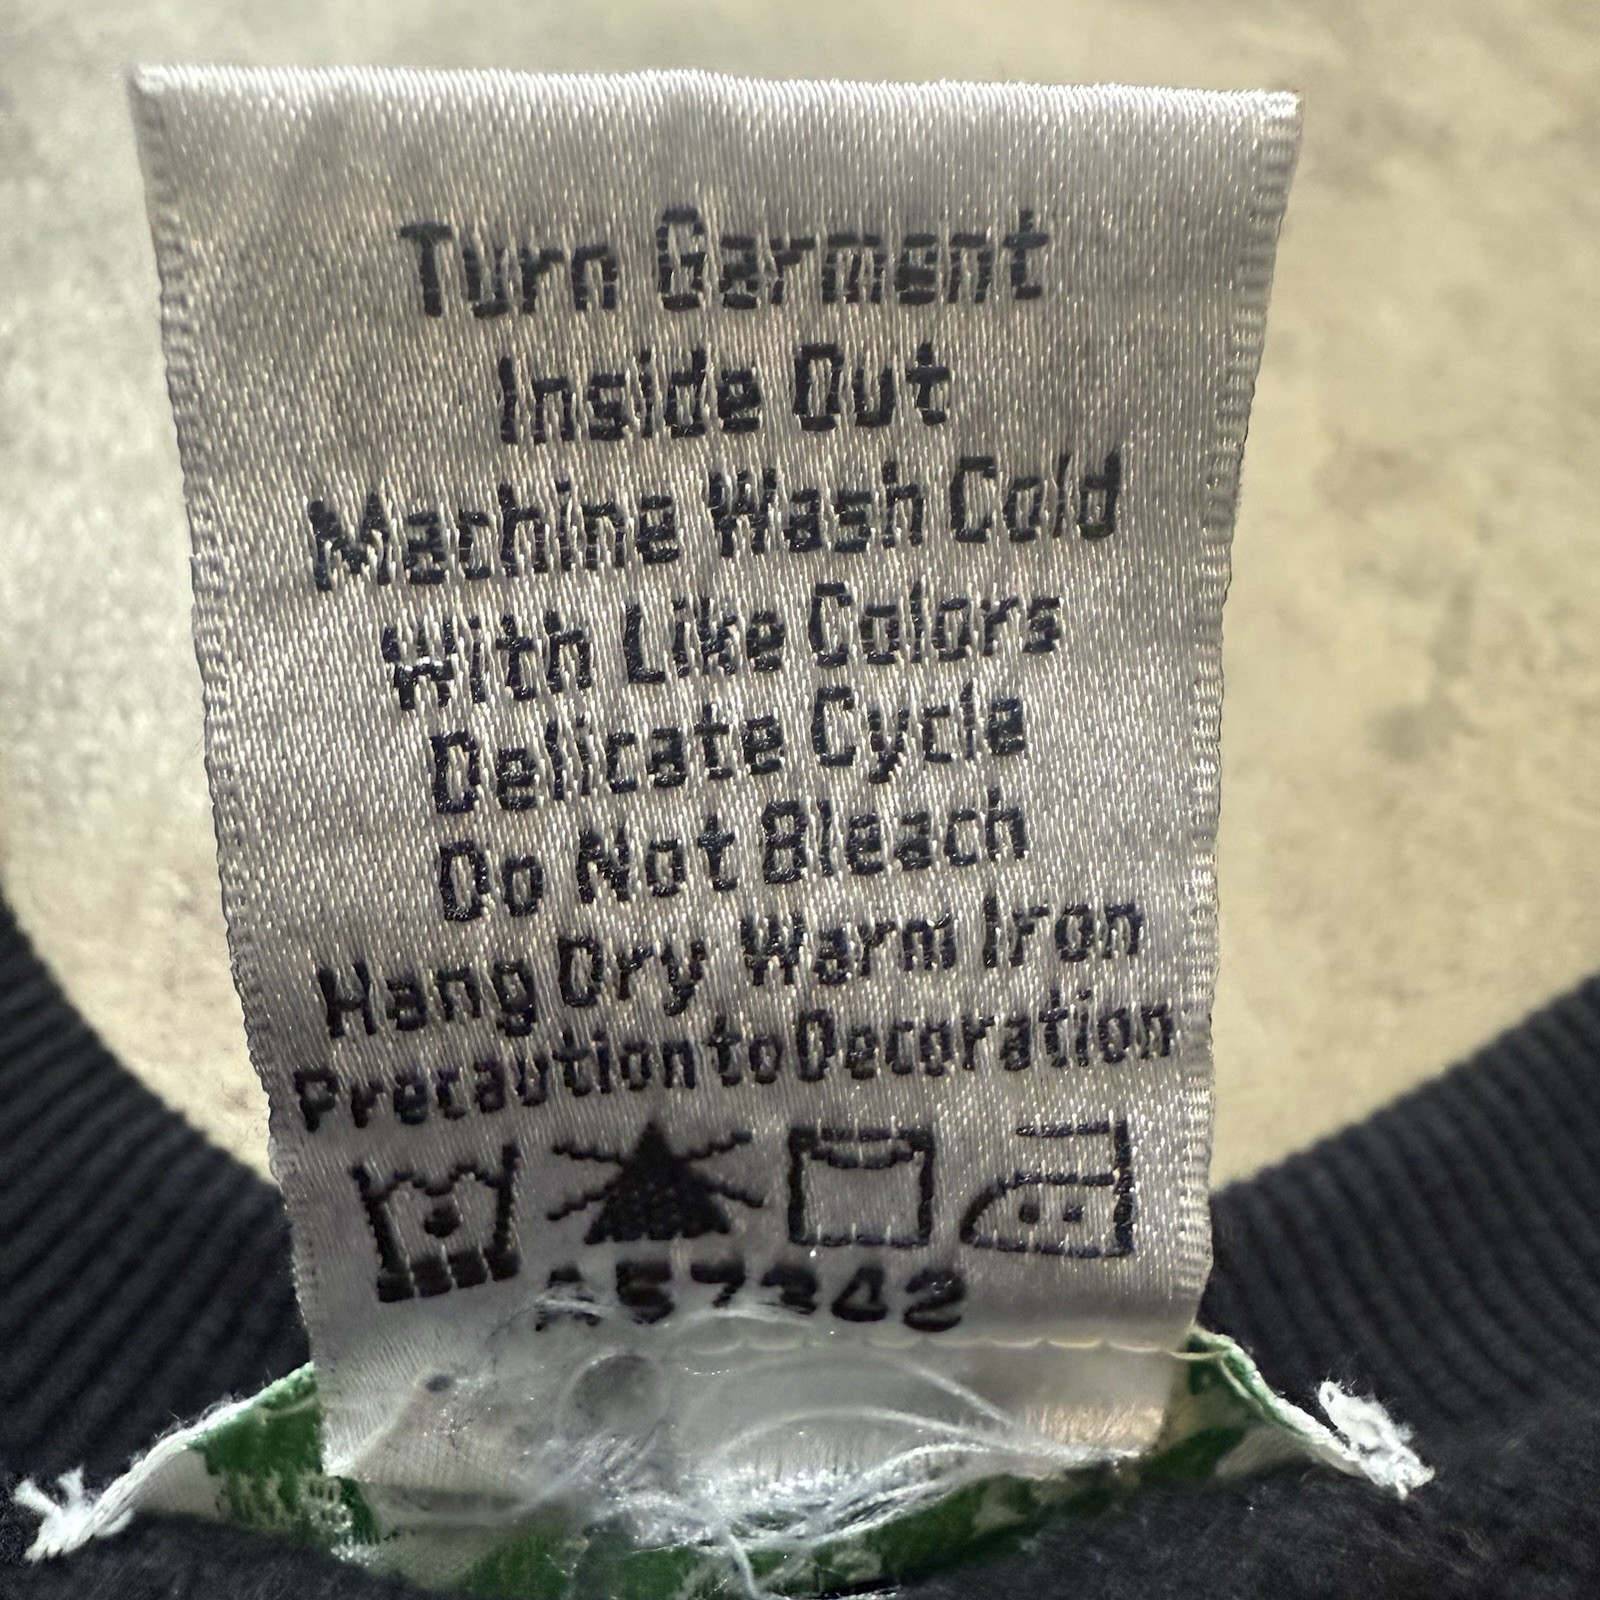 Turn Garment
Inside Out
Machine Wash Cold
With Like Colors
Delicate Cycle
Do Not Bleach
Hang Dry Warm Iron
Precaution to Decoration
A57342